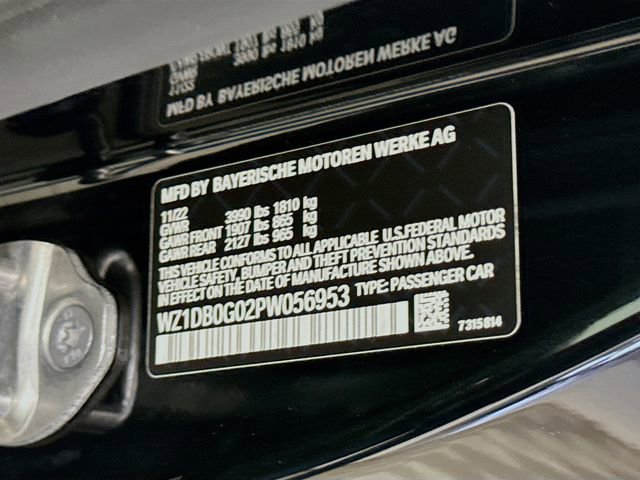 MFD BY BAYERISCHE MOTOREN WERKE AG
11/22
GVWR 3990 lbs 1810 kg
GAWR FRONT 1907 lbs 865 kg
GAWR REAR 2127 lbs 965 kg
THIS VEHICLE CONFORMS TO ALL APPLICABLE U.S.FEDERAL MOTOR
VEHICLE SAFETY, BUMPER AND THEFT PREVENTION STANDARDS
IN EFFECT ON THE DATE OF MANUFACTURE SHOWN ABOVE.
WZ1DB0G02PW056953 TYPE: PASSENGER CAR
7315814